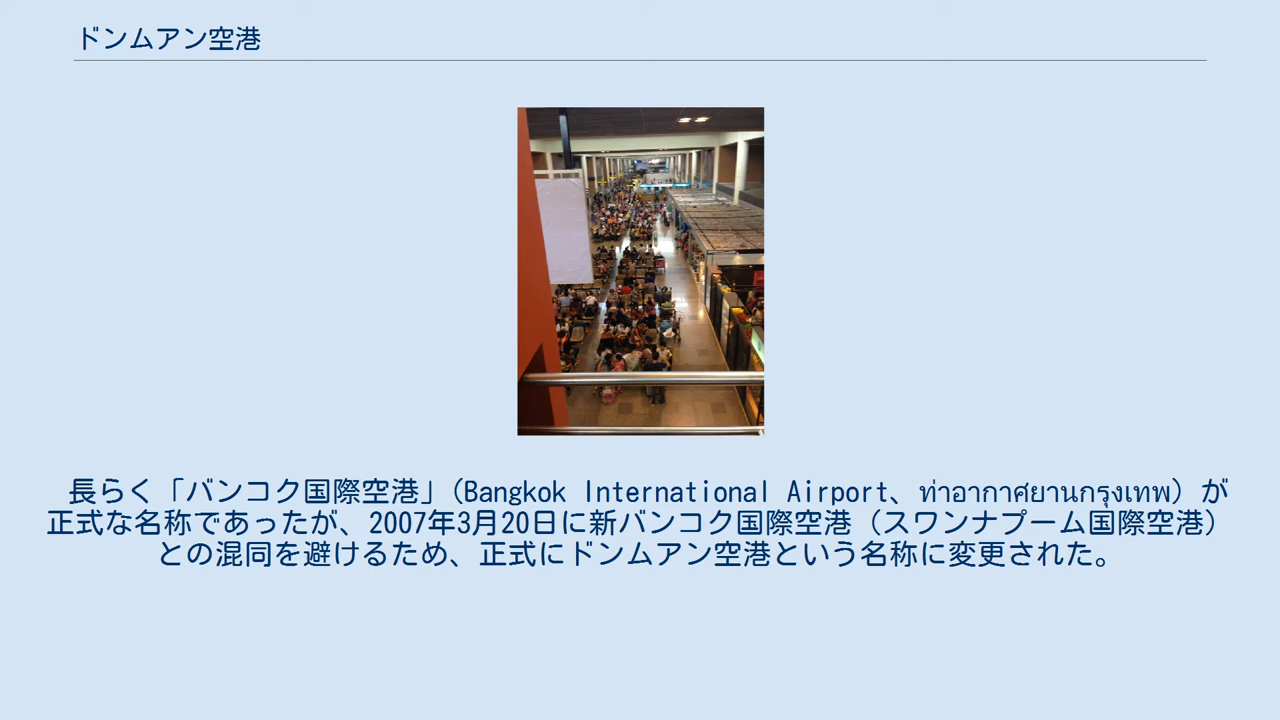 ドンムアン空港
長らく「バンコク国際空港」(Bangkok International Airport、ท่าอากาศยานกรุงเทพ) が
正式な名称であったが、2007年3月20日に新バンコク国際空港（スワンナプーム国際空港）
との混同を避けるため、正式にドンムアン空港という名称に変更された。